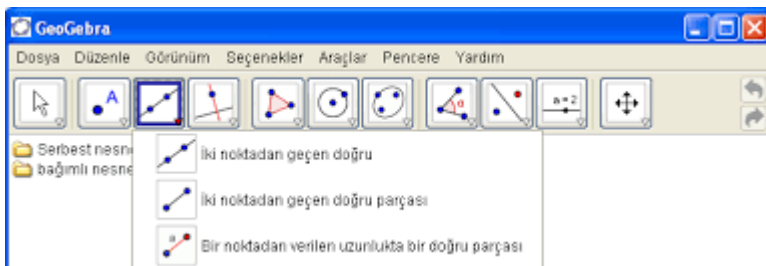 GeoGebra
Dosya Düzenle Görünüm Seçenekler Araçlar Pencere Yardım
A
α
a=2
Serbest nesn
bağımlı nesne
İki noktadan geçen doğru
İki noktadan geçen doğru parçası
a
Bir noktadan verilen uzunlukta bir doğru parçası